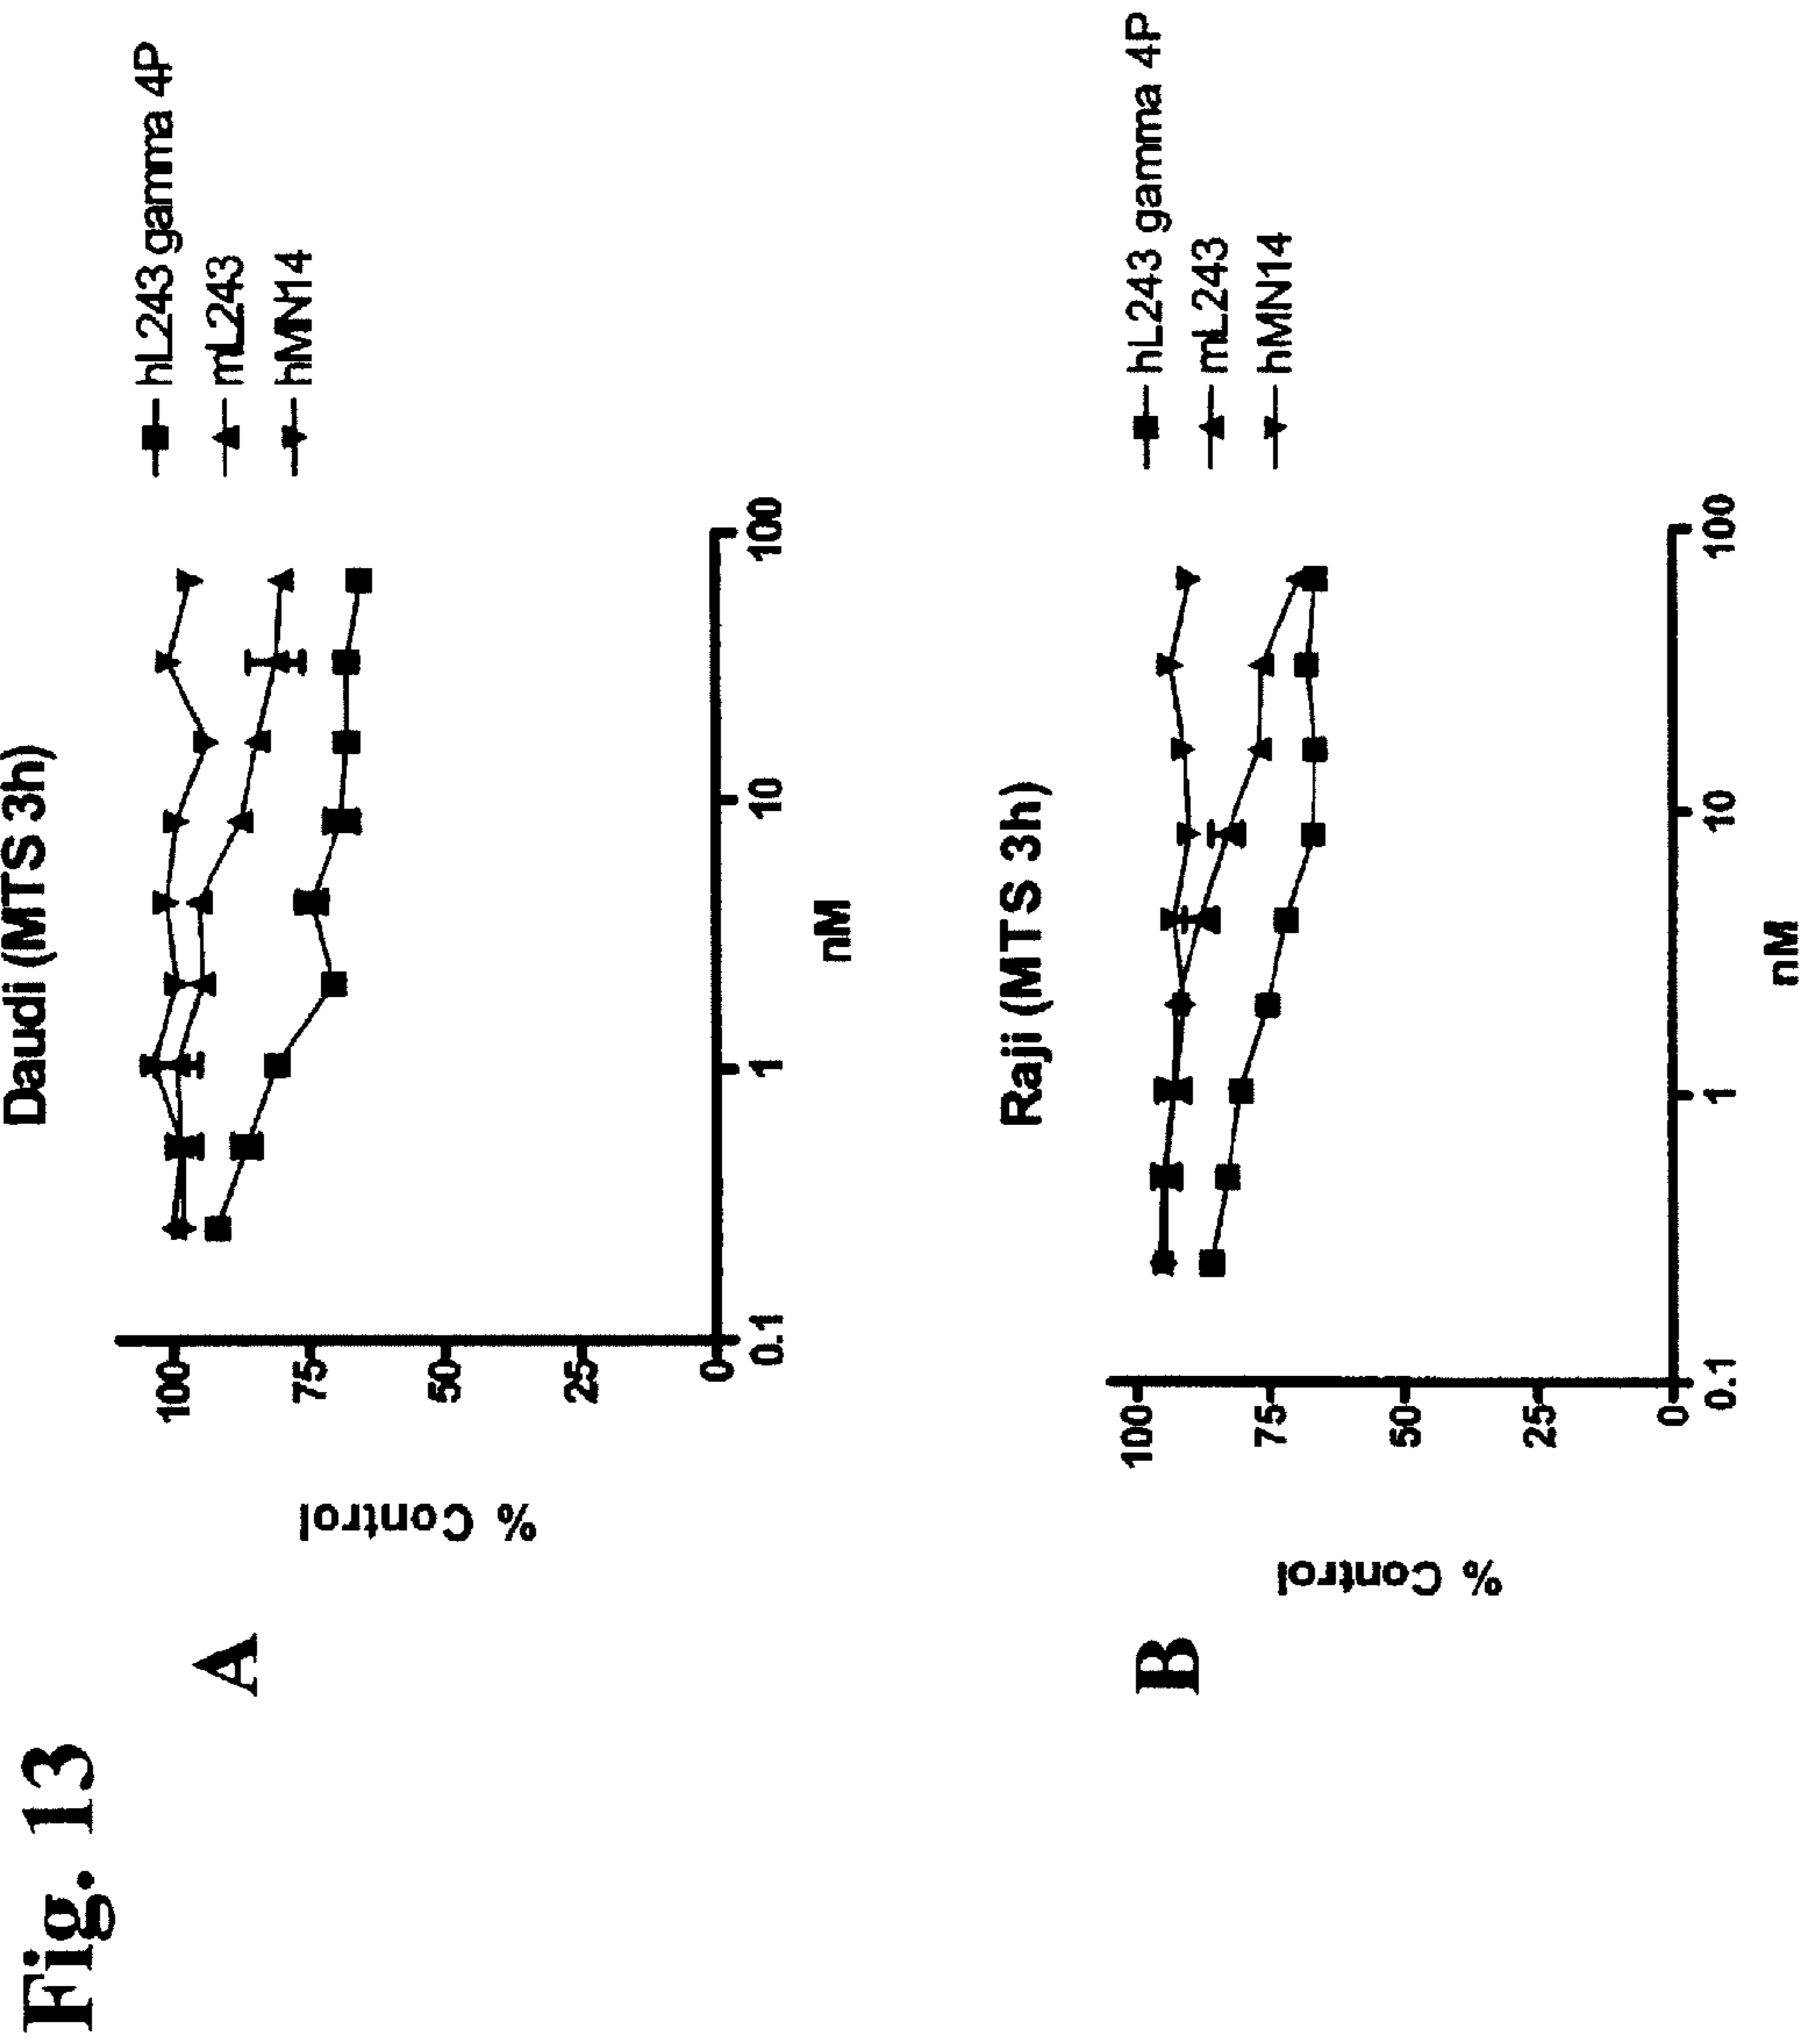 Fig. 13
A
Daudi (MTS 3h)
% Control
100
75
50
25
0
0.1
1
10
100
nM
hL243 gamma 4P
mL243
hMN14
B
Raji (MTS 3h)
% Control
100
75
50
25
0
0.1
1
10
100
nM
hL243 gamma 4P
mL243
hMN14